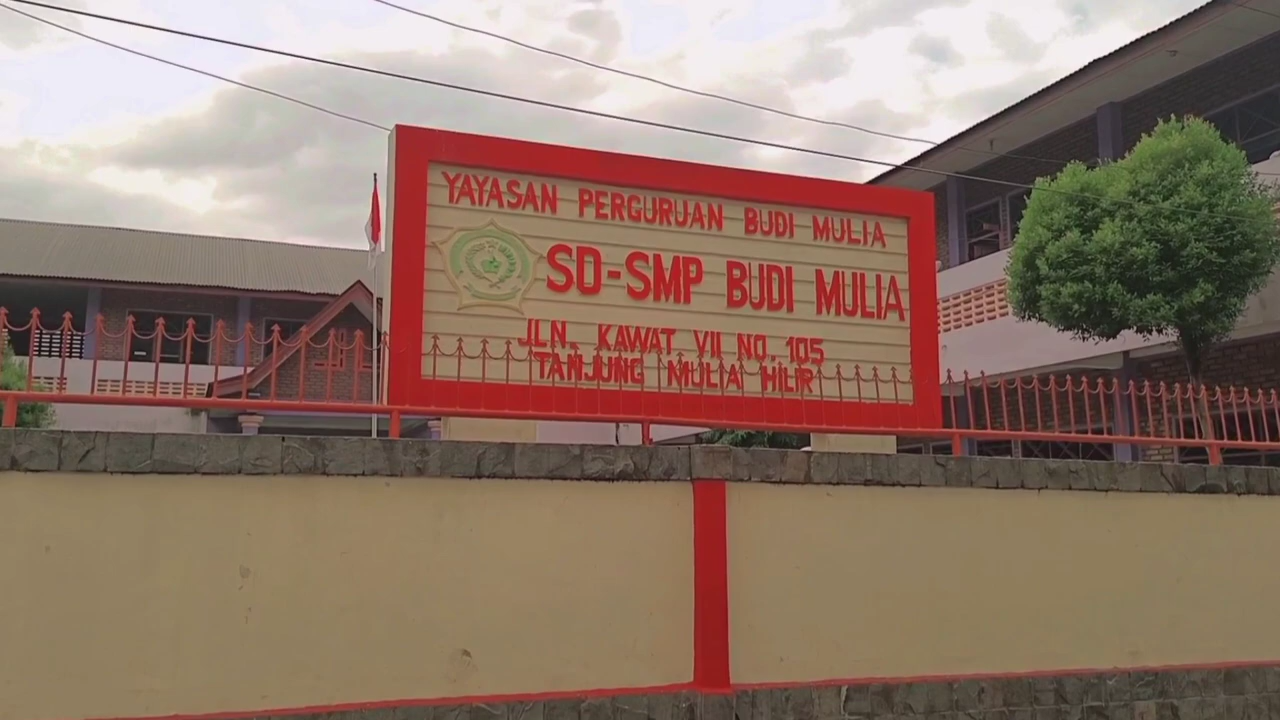 YAYASAN PERGURUAN BUDI MULIA
SD-SMP BUDI MULIA
JLN. KAWAT VII NO. 105
TANJUNG MULIA HILIR